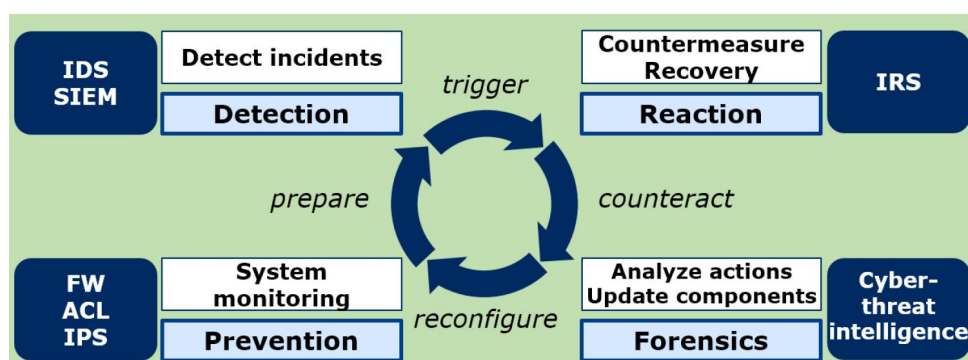 IDS
SIEM
Detect incidents
Detection
trigger
Countermeasure
Recovery
Reaction
IRS
prepare
counteract
FW
ACL
IPS
System
monitoring
Prevention
reconfigure
Analyze actions
Update components
Forensics
Cyber-
threat
intelligence